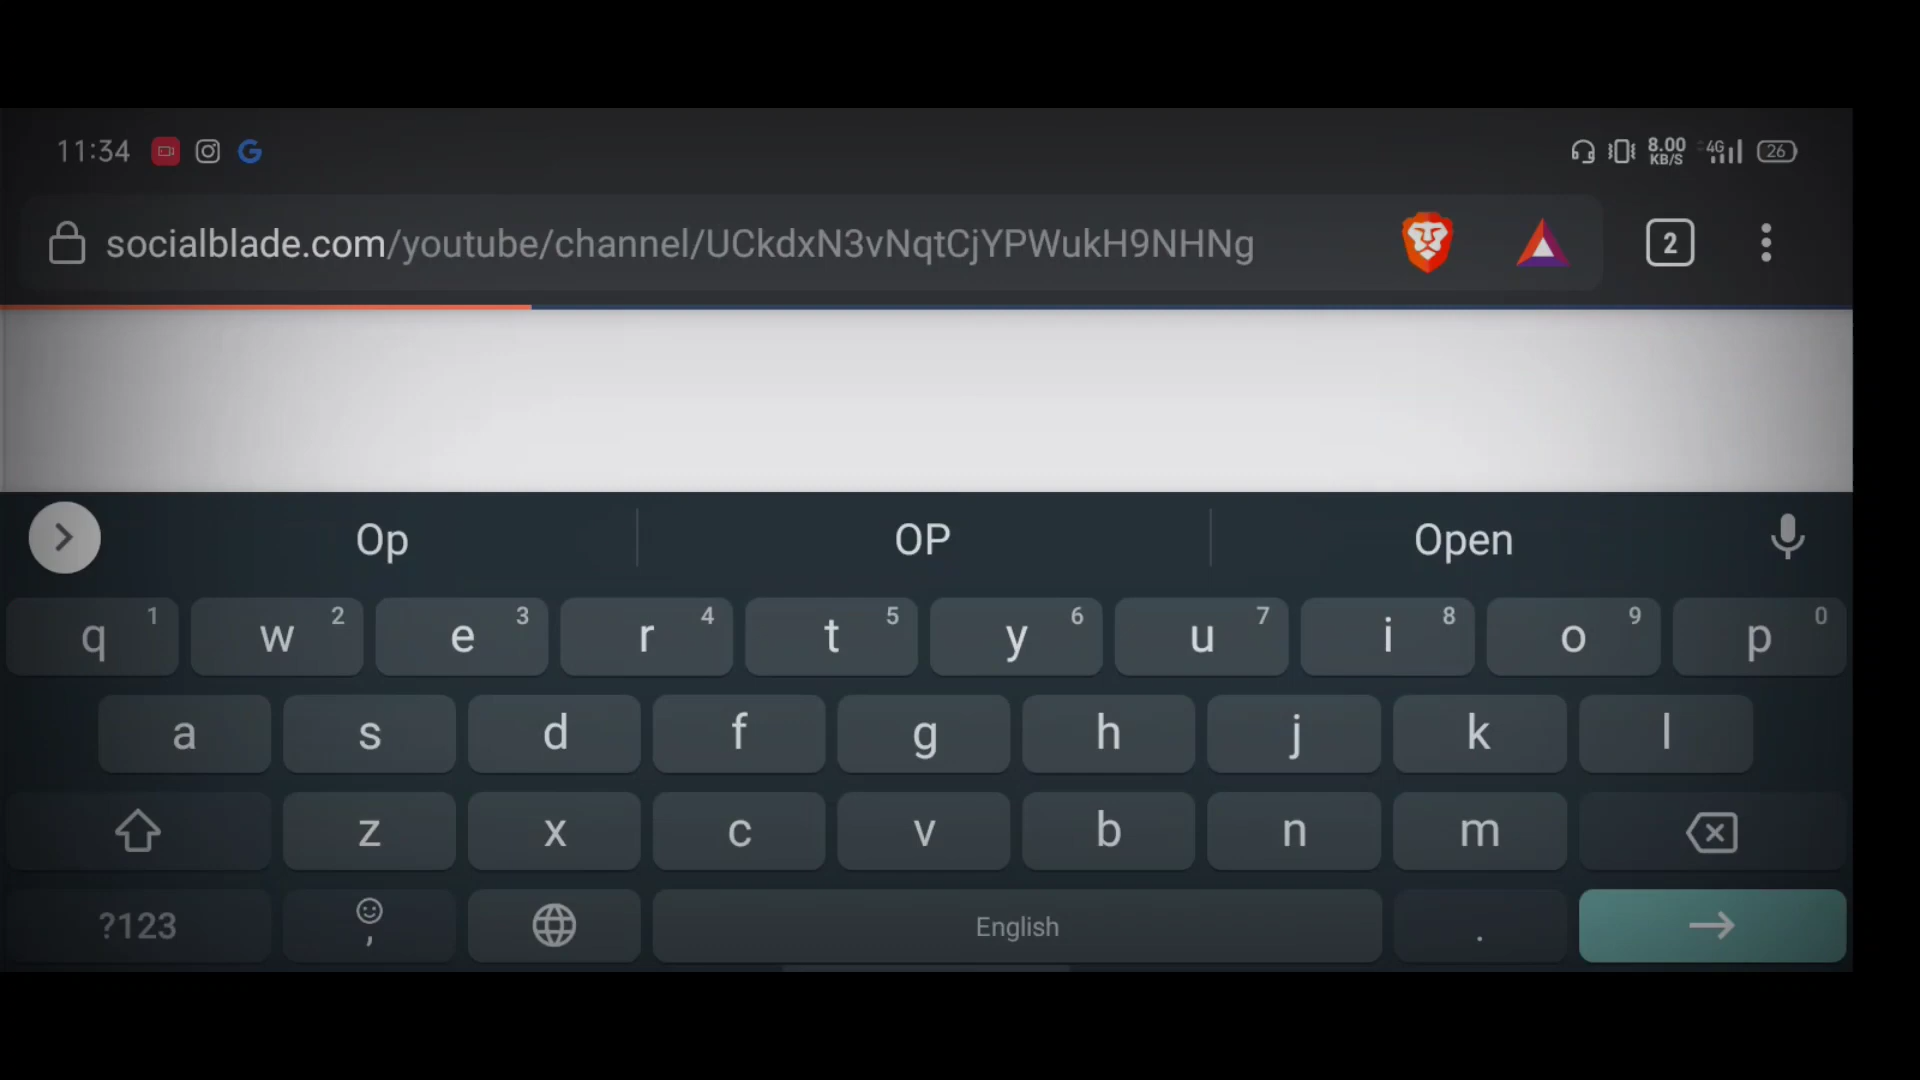 11:34 8.00 KB/S 4G 26
socialblade.com/youtube/channel/UCkdxN3vNqtCjYPWukH9NHNg 2
Op OP Open
q 1 w 2 e 3 r 4 t 5 y 6 u 7 i 8 o 9 p 0
a s d f g h j k l
z x c v b n m
?123 , English .